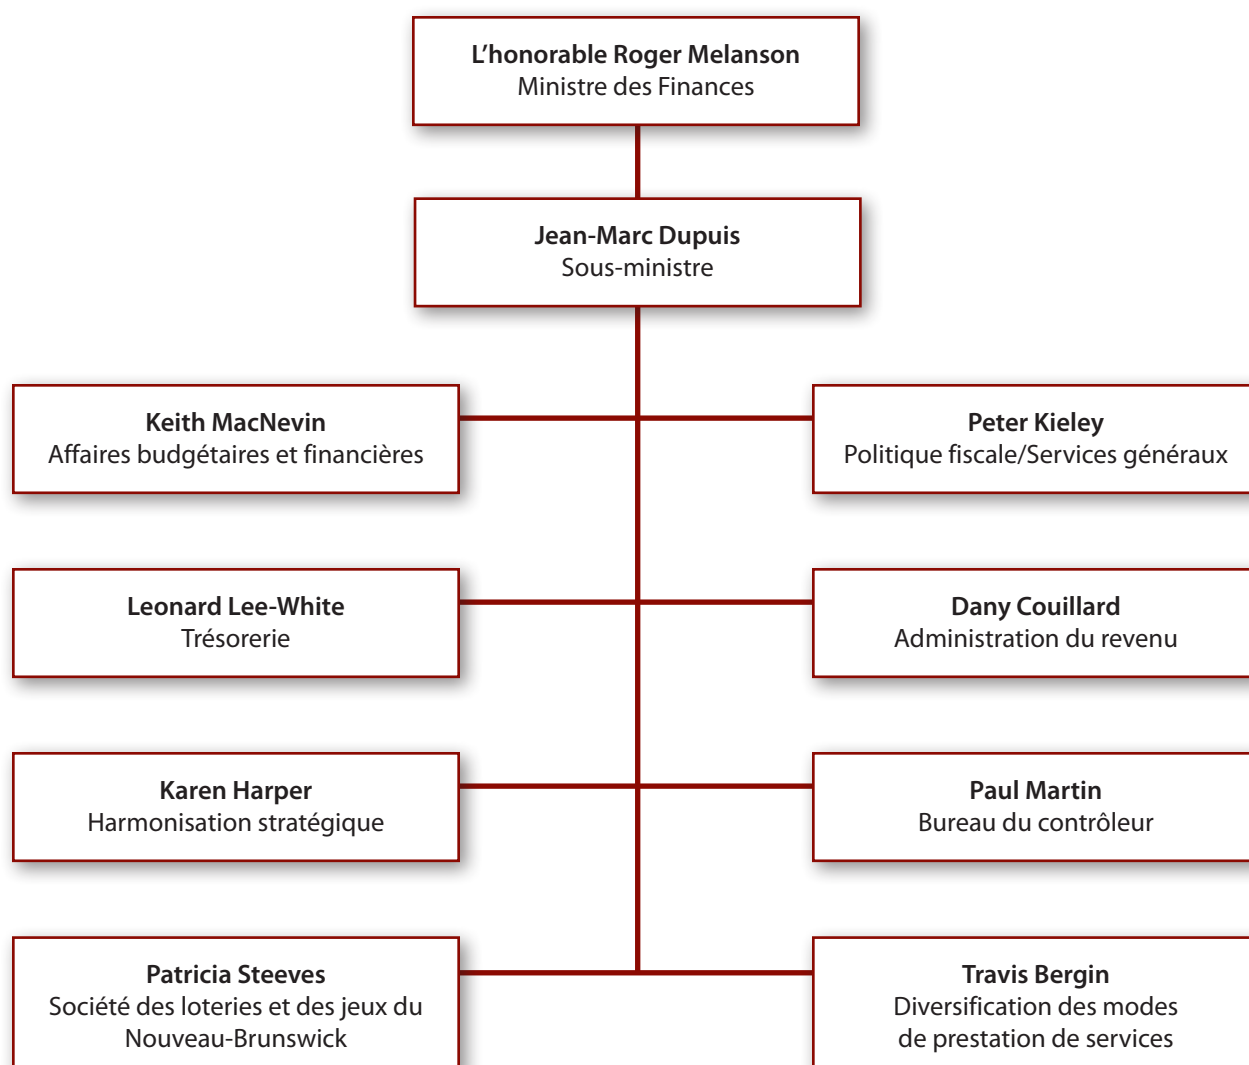 L’honorable Roger Melanson
Ministre des Finances
Jean-Marc Dupuis
Sous-ministre
Keith MacNevin
Affaires budgétaires et financières
Peter Kieley
Politique fiscale/Services généraux
Leonard Lee-White
Trésorerie
Dany Couillard
Administration du revenu
Karen Harper
Harmonisation stratégique
Paul Martin
Bureau du contrôleur
Patricia Steeves
Société des loteries et des jeux du
Nouveau-Brunswick
Travis Bergin
Diversification des modes
de prestation de services